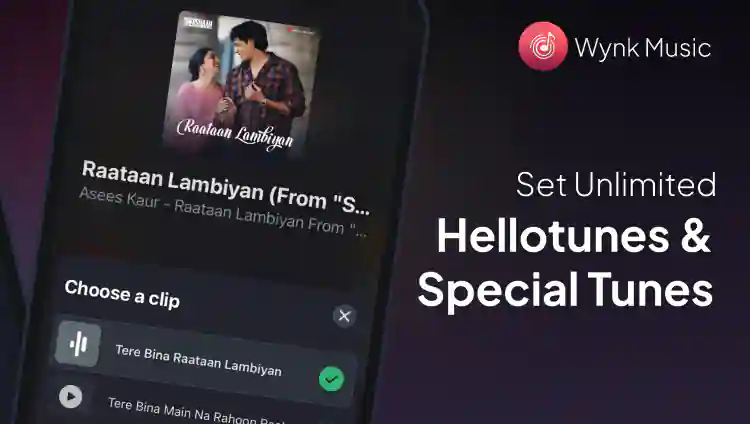 SHERSHAAH
Raataan Lambiyan
Raataan Lambiyan (From "S...
Asees Kaur - Raataan Lambiyan From "...
Choose a clip
Tere Bina Raataan Lambiyan
Tere Bina Main Na Rahoon
Wynk Music
Set Unlimited
Hellotunes &
Special Tunes